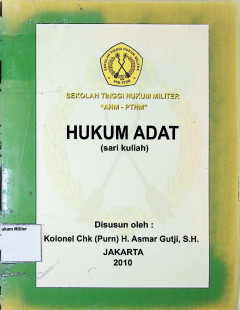 SEKOLAH TINGGI HUKUM MILITER
"AHM - PTHM"
HUKUM ADAT
(sari kuliah)
ukum Militer
Disusun oleh :
Kolonel Chk (Purn) H. Asmar Gutji, S.H.
JAKARTA
2010